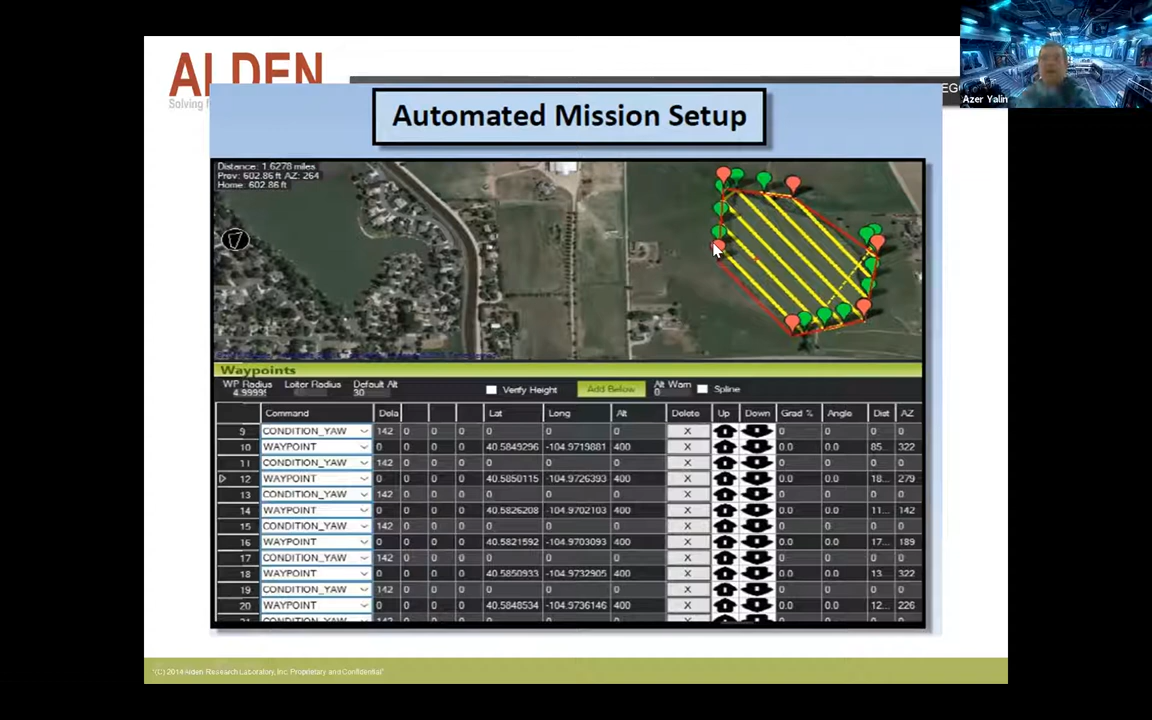 ALDEN
Azer Yalin
Automated Mission Setup
Distance: 1.6278 miles
Prev: 602.86 ft AZ: 264
Home: 602.86 ft
Waypoints
WP Radius Loiter Radius Default Alt Verify Height Add Below Alt Warn Spline
4.99999 30 0
Command Dela Lat Long Alt Delete Up Down Grad % Angle Dist AZ
9 CONDITION_YAW 142 0 0 0 0 0 0 X 0 0 0 0
10 WAYPOINT 0 0 0 0 40.5849296 -104.9719881 400 X 0.0 0.0 85... 322
11 CONDITION_YAW 142 0 0 0 0 0 0 X 0 0 0 0
12 WAYPOINT 0 0 0 0 40.5850115 -104.9726393 400 X 0.0 0.0 18... 279
13 CONDITION_YAW 142 0 0 0 0 0 0 X 0 0 0 0
14 WAYPOINT 0 0 0 0 40.5826208 -104.9702103 400 X 0.0 0.0 11... 142
15 CONDITION_YAW 142 0 0 0 0 0 0 X 0 0 0 0
16 WAYPOINT 0 0 0 0 40.5821592 -104.9703093 400 X 0.0 0.0 17... 189
17 CONDITION_YAW 142 0 0 0 0 0 0 X 0 0 0 0
18 WAYPOINT 0 0 0 0 40.5850933 -104.9732905 400 X 0.0 0.0 13... 322
19 CONDITION_YAW 142 0 0 0 0 0 0 X 0 0 0 0
20 WAYPOINT 0 0 0 0 40.5848534 -104.9736146 400 X 0.0 0.0 12... 226
"(C) 2014 Alden Research Laboratory, Inc. Proprietary and Confidential"